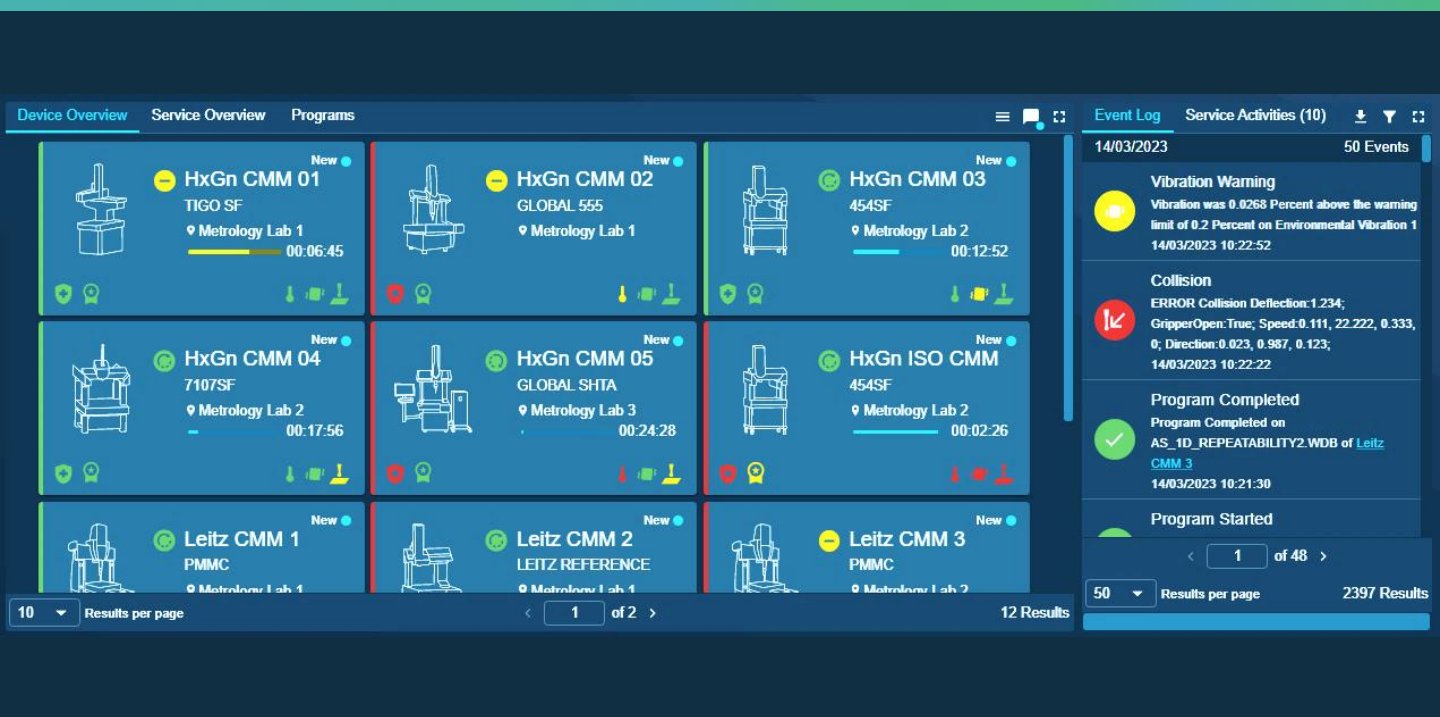 Device Overview
Service Overview
Programs
New
HxGn CMM 01
TIGO SF
Metrology Lab 1
00:06:45
New
HxGn CMM 02
GLOBAL 555
Metrology Lab 1
New
HxGn CMM 03
454SF
Metrology Lab 2
00:12:52
New
HxGn CMM 04
7107SF
Metrology Lab 2
00:17:56
New
HxGn CMM 05
GLOBAL SHTA
Metrology Lab 3
00:24:28
New
HxGn ISO CMM
454SF
Metrology Lab 2
00:02:26
New
Leitz CMM 1
PMMC
Metrology Lab 1
New
Leitz CMM 2
LEITZ REFERENCE
Metrology Lab 1
New
Leitz CMM 3
PMMC
Metrology Lab 2
10
Results per page
1
of 2
12 Results
Event Log
Service Activities (10)
14/03/2023
50 Events
Vibration Warning
Vibration was 0.0268 Percent above the warning
limit of 0.2 Percent on Environmental Vibration 1
14/03/2023 10:22:52
Collision
ERROR Collision Deflection:1.234;
GripperOpen:True; Speed:0.111, 22.222, 0.333,
0; Direction:0.023, 0.987, 0.123;
14/03/2023 10:22:22
Program Completed
Program Completed on
AS_1D_REPEATABILITY2.WDB of Leitz
CMM 3
14/03/2023 10:21:30
Program Started
1
of 48
50
Results per page
2397 Results